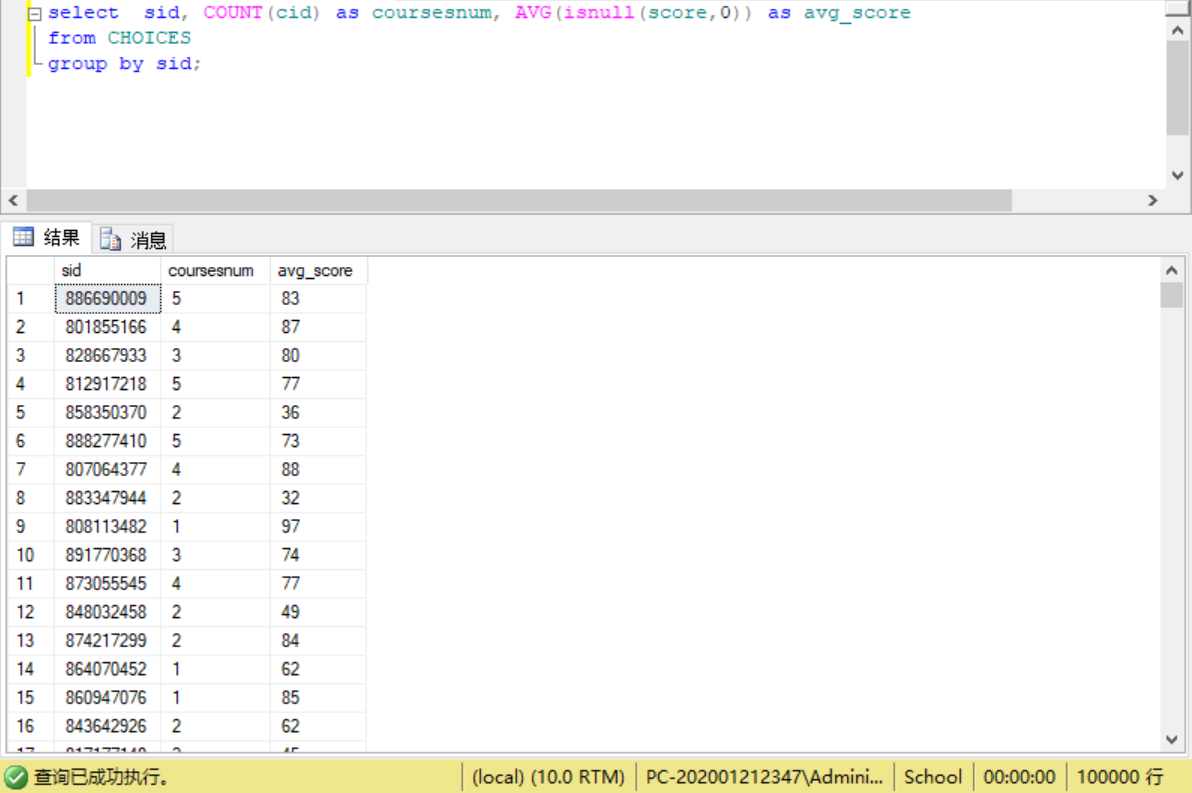 select  sid, COUNT(cid) as coursesnum, AVG(isnull(score,0)) as avg_score
from CHOICES
group by sid;
结果 消息
sid coursesnum avg_score
1 886690009 5 83
2 801855166 4 87
3 828667933 3 80
4 812917218 5 77
5 858350370 2 36
6 888277410 5 73
7 807064377 4 88
8 883347944 2 32
9 808113482 1 97
10 891770368 3 74
11 873055545 4 77
12 848032458 2 49
13 874217299 2 84
14 864070452 1 62
15 860947076 1 85
16 843642926 2 62
查询已成功执行。 (local) (10.0 RTM) PC-202001212347\Admini... School 00:00:00 100000 行